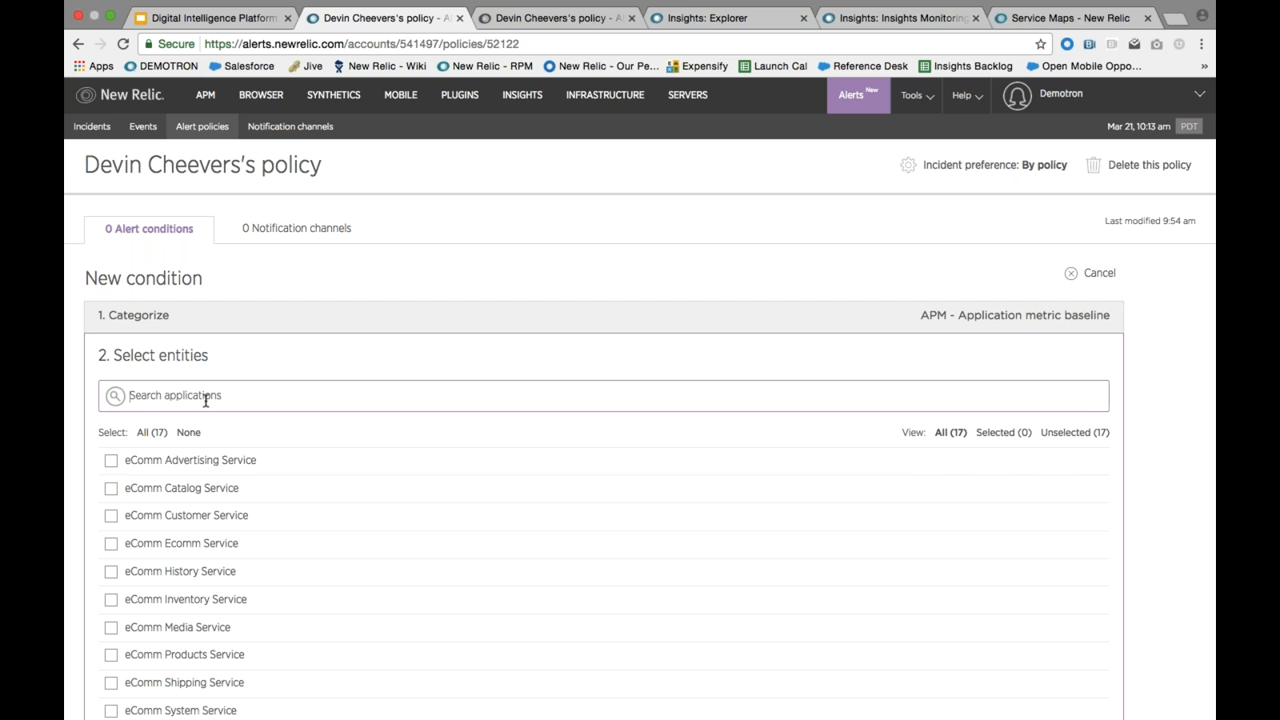 Digital Intelligence Platform
Devin Cheevers's policy - Al
Devin Cheevers's policy - Al
Insights: Explorer
Insights: Insights Monitoring
Service Maps - New Relic
Secure https://alerts.newrelic.com/accounts/541497/policies/52122
Apps DEMOTRON Salesforce Jive New Relic - Wiki New Relic - RPM New Relic - Our Pe... Expensify Launch Cal Reference Desk Insights Backlog Open Mobile Oppo... »
New Relic. APM BROWSER SYNTHETICS MOBILE PLUGINS INSIGHTS INFRASTRUCTURE SERVERS Alerts New Tools Help Demotron
Incidents Events Alert policies Notification channels Mar 21, 10:13 am PDT
Devin Cheevers's policy Incident preference: By policy Delete this policy
0 Alert conditions 0 Notification channels Last modified 9:54 am
New condition Cancel
1. Categorize APM - Application metric baseline
2. Select entities
Search applications
Select: All (17) None View: All (17) Selected (0) Unselected (17)
eComm Advertising Service
eComm Catalog Service
eComm Customer Service
eComm Ecomm Service
eComm History Service
eComm Inventory Service
eComm Media Service
eComm Products Service
eComm Shipping Service
eComm System Service